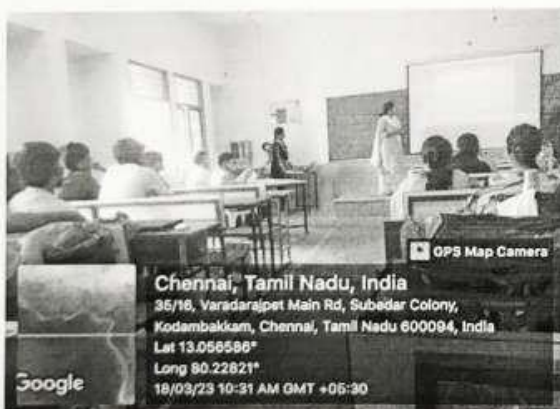 GPS Map Camera
Chennai, Tamil Nadu, India
36/16, Varadarajpet Main Rd, Subedar Colony,
Kodambakkam, Chennai, Tamil Nadu 600094, India
Lat 13.056586°
Long 80.22821°
18/03/23 10:31 AM GMT +05:30
Google